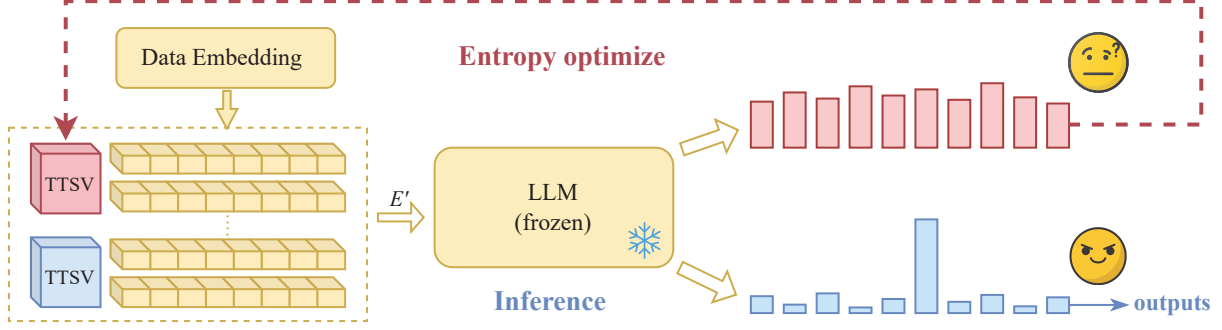 Data Embedding
Entropy optimize
?
TTSV
E'
LLM
(frozen)
TTSV
Inference
outputs